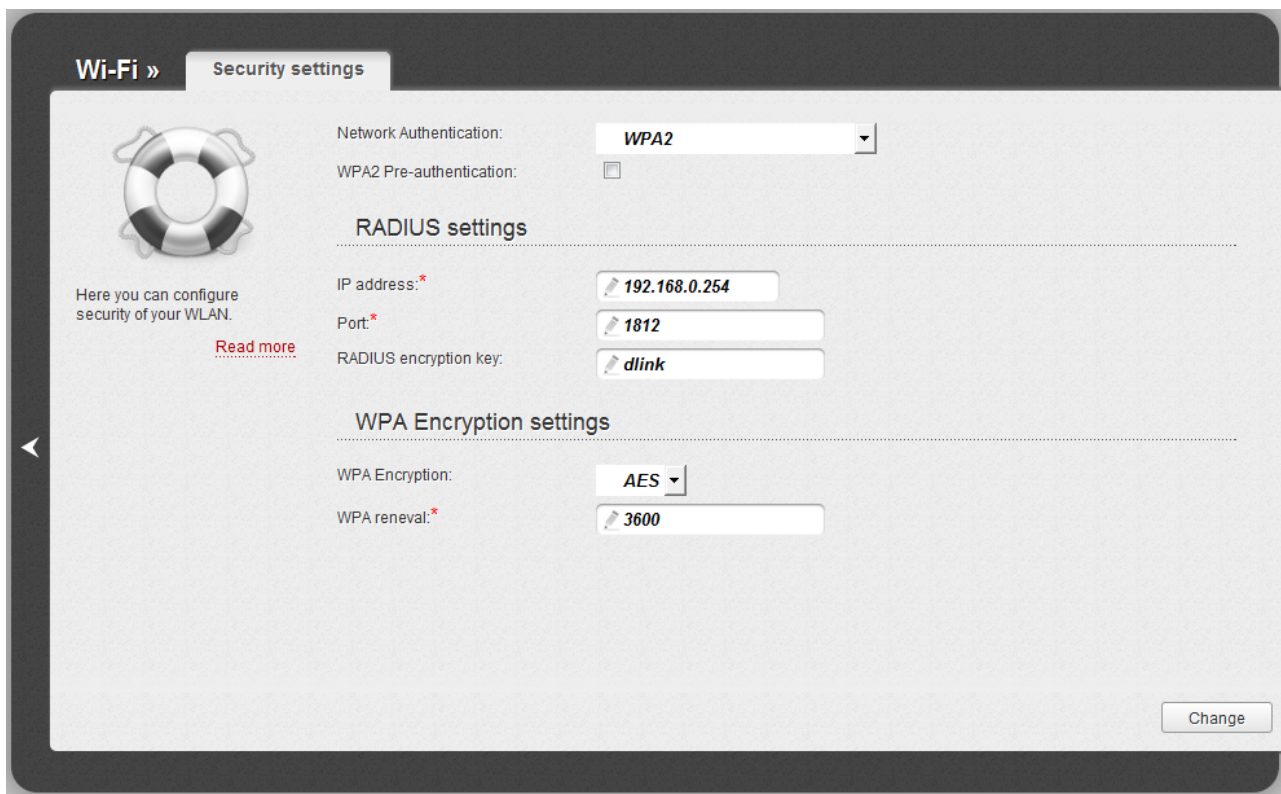 Wi-Fi »
Security settings
Here you can configure
security of your WLAN.
Read more
Network Authentication:
WPA2
WPA2 Pre-authentication:
RADIUS settings
IP address:*
192.168.0.254
Port:*
1812
RADIUS encryption key:
dlink
WPA Encryption settings
WPA Encryption:
AES
WPA reneval:*
3600
Change